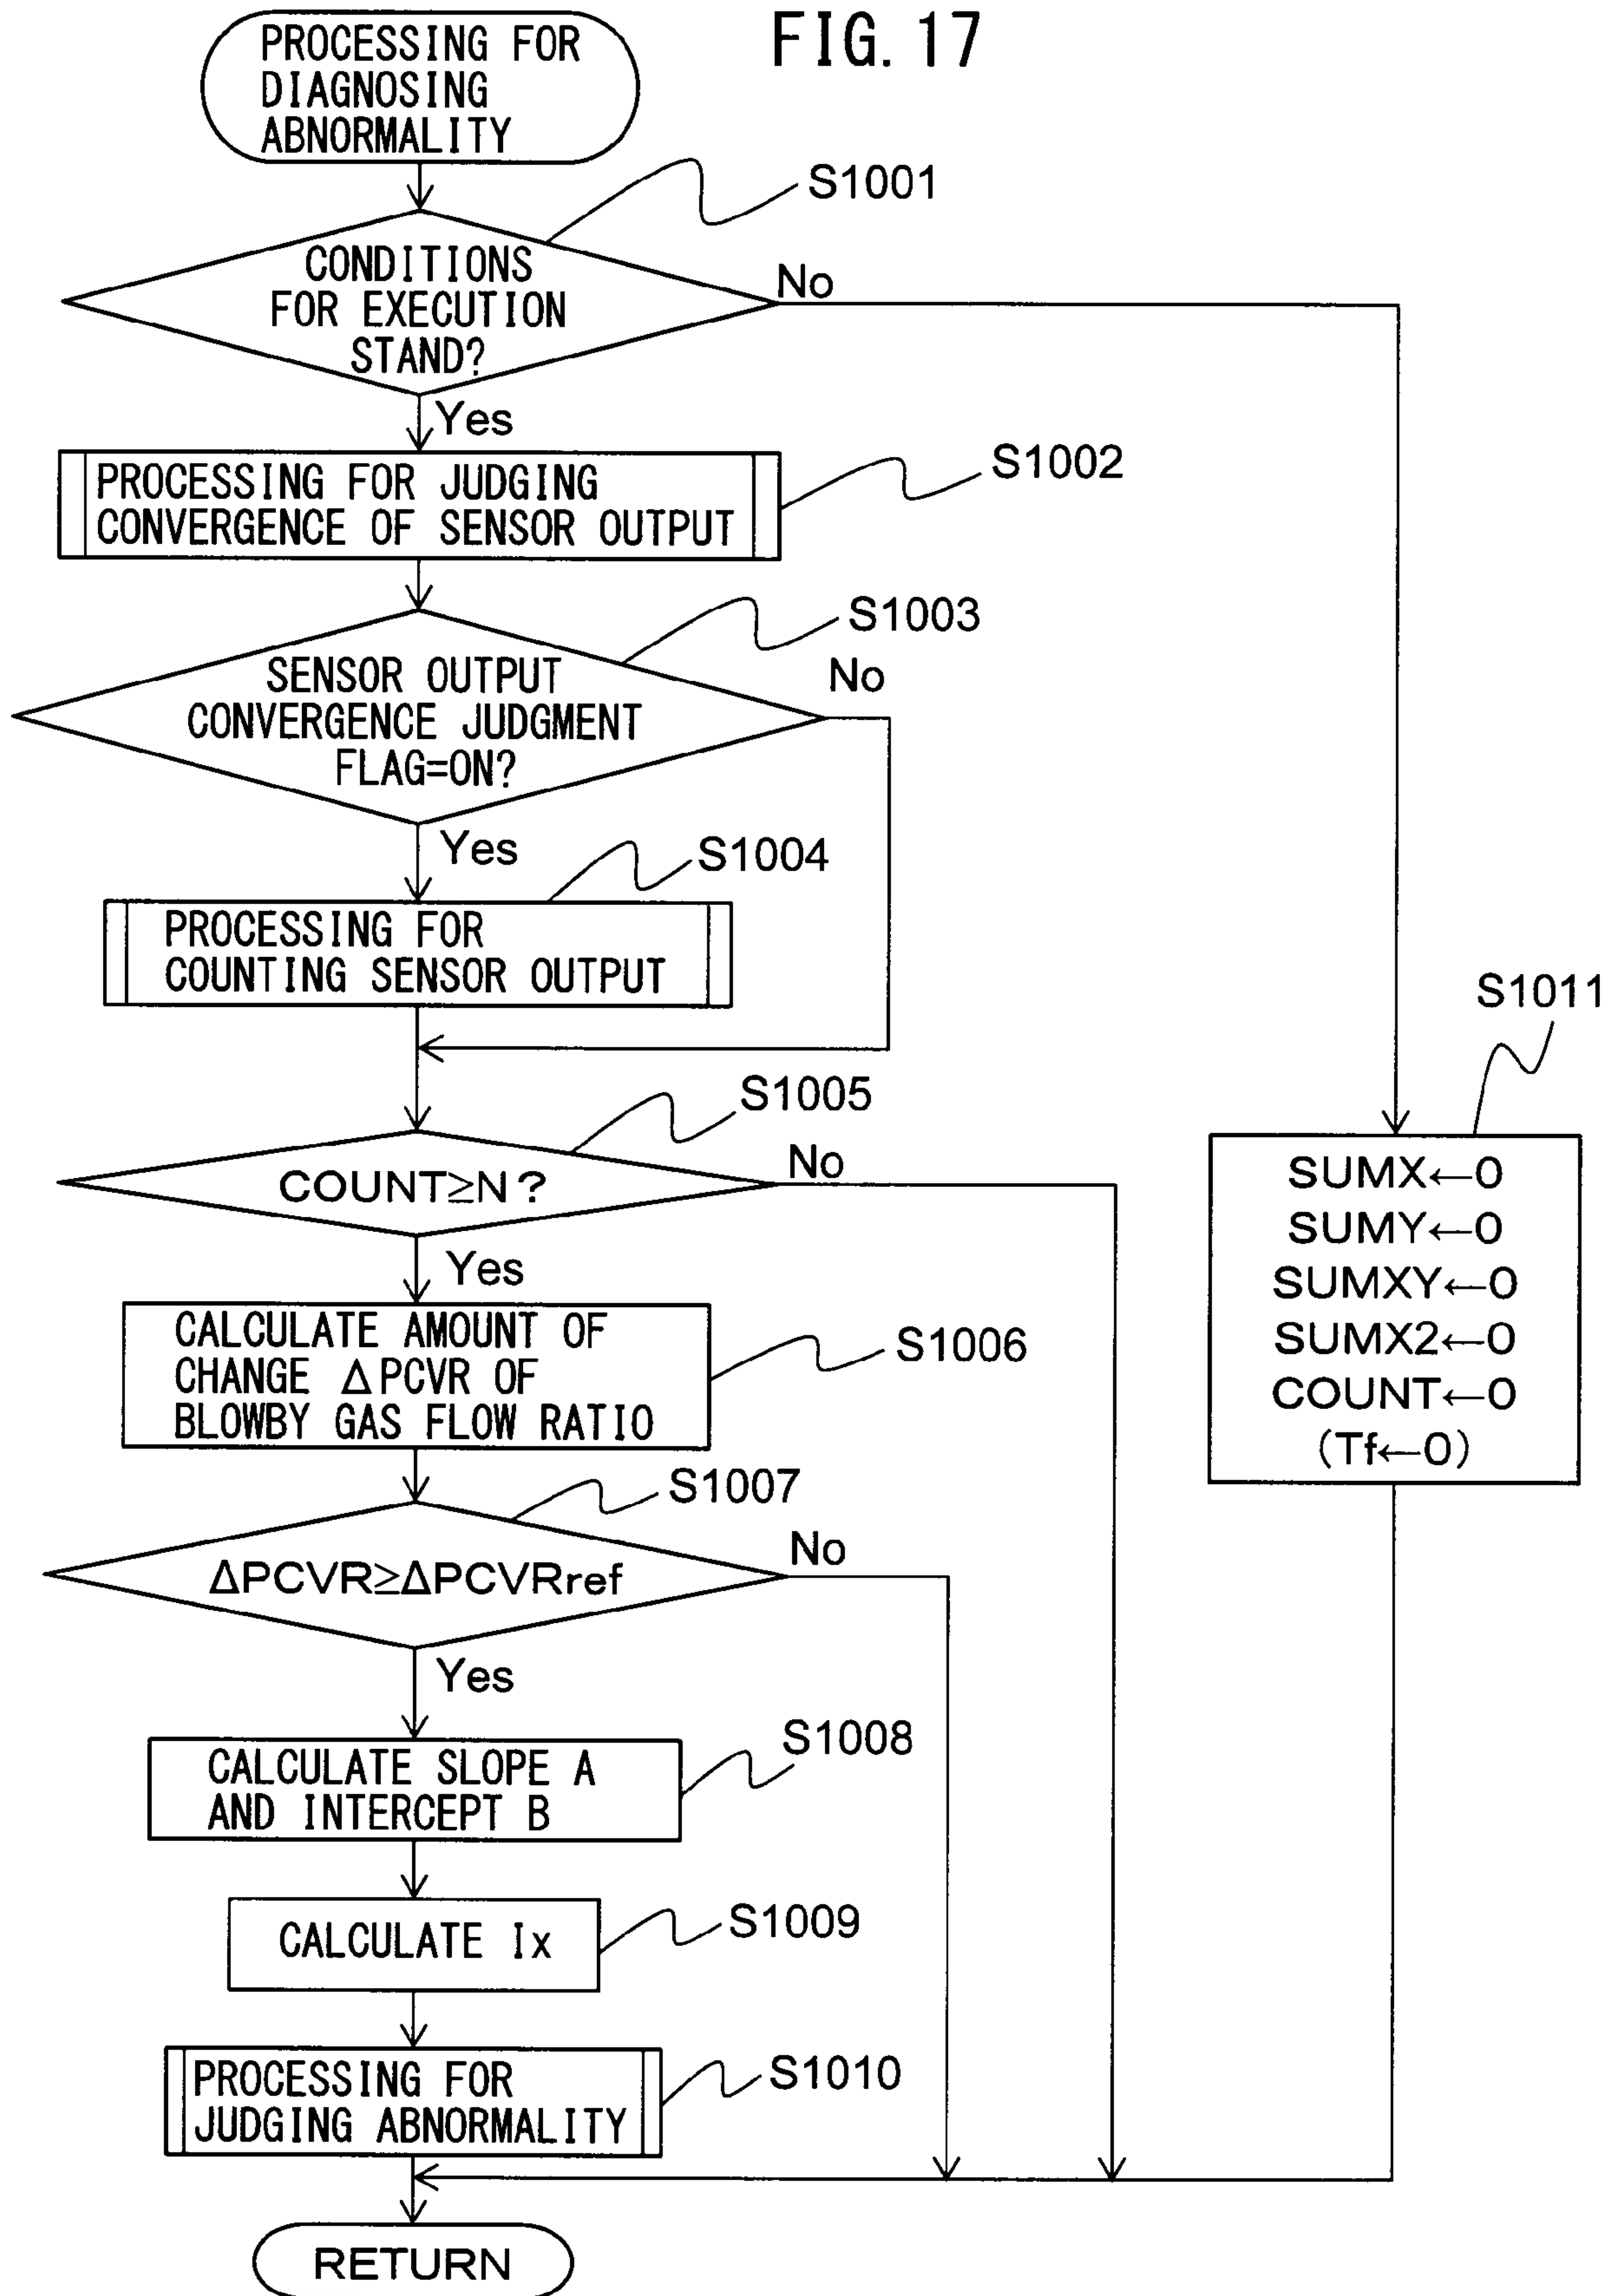 FIG. 17
PROCESSING FOR
DIAGNOSING
ABNORMALITY
S1001
CONDITIONS
FOR EXECUTION
STAND?
No
Yes
S1002
PROCESSING FOR JUDGING
CONVERGENCE OF SENSOR OUTPUT
S1003
SENSOR OUTPUT
CONVERGENCE JUDGMENT
FLAG=ON?
No
Yes
S1004
PROCESSING FOR
COUNTING SENSOR OUTPUT
S1005
COUNT≧N?
No
Yes
S1006
CALCULATE AMOUNT OF
CHANGE ΔPCVR OF
BLOWBY GAS FLOW RATIO
S1007
ΔPCVR≧ΔPCVRref
No
Yes
S1008
CALCULATE SLOPE A
AND INTERCEPT B
S1009
CALCULATE Ix
S1010
PROCESSING FOR
JUDGING ABNORMALITY
S1011
SUMX←0
SUMY←0
SUMXY←0
SUMX2←0
COUNT←0
(Tf←0)
RETURN